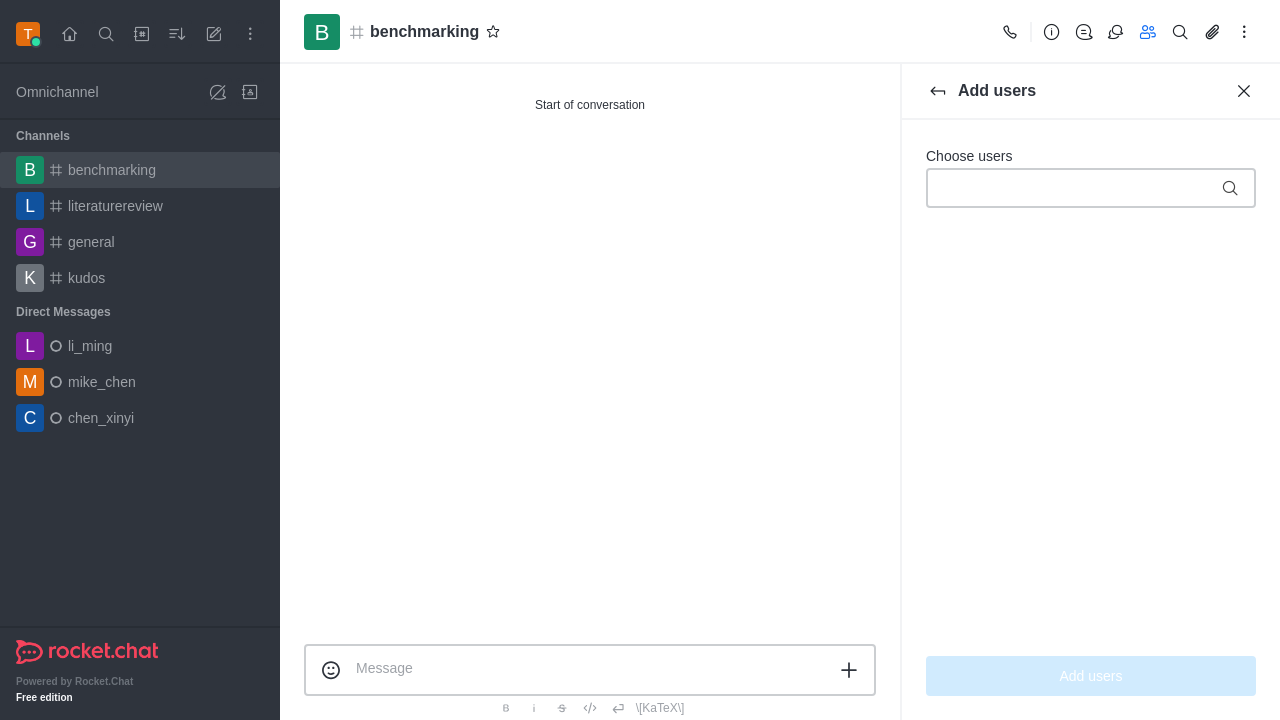 T
Omnichannel
Channels
B benchmarking
L literaturereview
G general
K kudos
Direct Messages
L li_ming
M mike_chen
C chen_xinyi
rocket.chat
Powered by Rocket.Chat
Free edition
B benchmarking
Start of conversation
Message
B i S \[KaTeX\]
Add users
Choose users
Add users